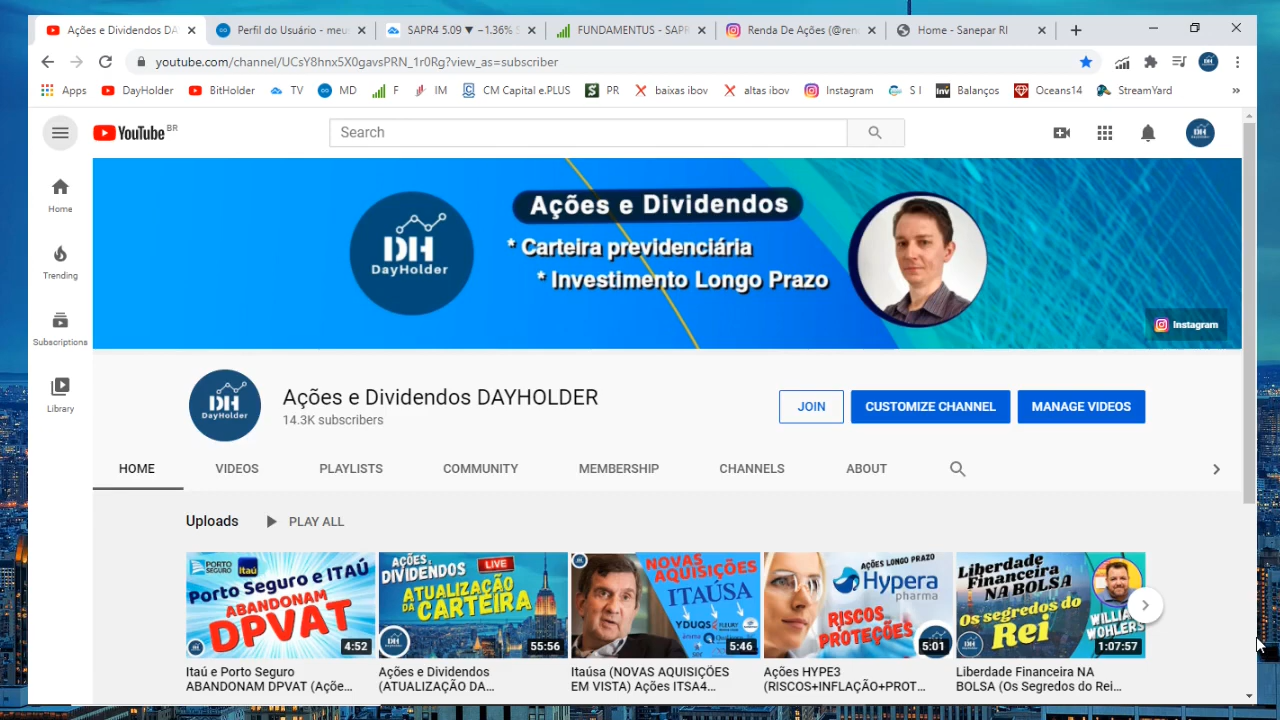 Ações e Dividendos DA
Perfil do Usuário - meu
SAPR4 5.09 ▼ −1.36% S
FUNDAMENTUS - SAPR
Renda De Ações (@ren
Home - Sanepar RI
youtube.com/channel/UCsY8hnx5X0gavsPRN_1r0Rg?view_as=subscriber
Apps
DayHolder
BitHolder
TV
MD
F
IM
CM Capital e.PLUS
PR
baixas ibov
altas ibov
Instagram
S I
Balanços
Oceans14
StreamYard
YouTube BR
Search
Home
Trending
Subscriptions
Library
DH
DayHolder
Ações e Dividendos
* Carteira previdenciária
* Investimento Longo Prazo
Instagram
DH
DayHolder
Ações e Dividendos DAYHOLDER
14.3K subscribers
JOIN
CUSTOMIZE CHANNEL
MANAGE VIDEOS
HOME
VIDEOS
PLAYLISTS
COMMUNITY
MEMBERSHIP
CHANNELS
ABOUT
Uploads
PLAY ALL
PORTO SEGURO
Itaú
Porto Seguro e ITAÚ
ABANDONAM
DPVAT
4:52
Itaú e Porto Seguro
ABANDONAM DPVAT (Açõe...
AÇÕES E
DIVIDENDOS
LIVE
ATUALIZAÇÃO
DA CARTEIRA
55:56
Ações e Dividendos
(ATUALIZAÇÃO DA...
NOVAS
AQUISIÇÕES
ITAÚSA
YDUQS
FLEURY
5:46
Itaúsa (NOVAS AQUISIÇÕES
EM VISTA) Ações ITSA4...
AÇÕES LONGO PRAZO
Hypera
pharma
RISCOS
PROTEÇÕES
5:01
Ações HYPE3
(RISCOS+INFLAÇÃO+PROT...
Liberdade
Financeira
NA BOLSA
Os segredos do
Rei
WILLIAN
WOHLERS
1:07:57
Liberdade Financeira NA
BOLSA (Os Segredos do Rei...